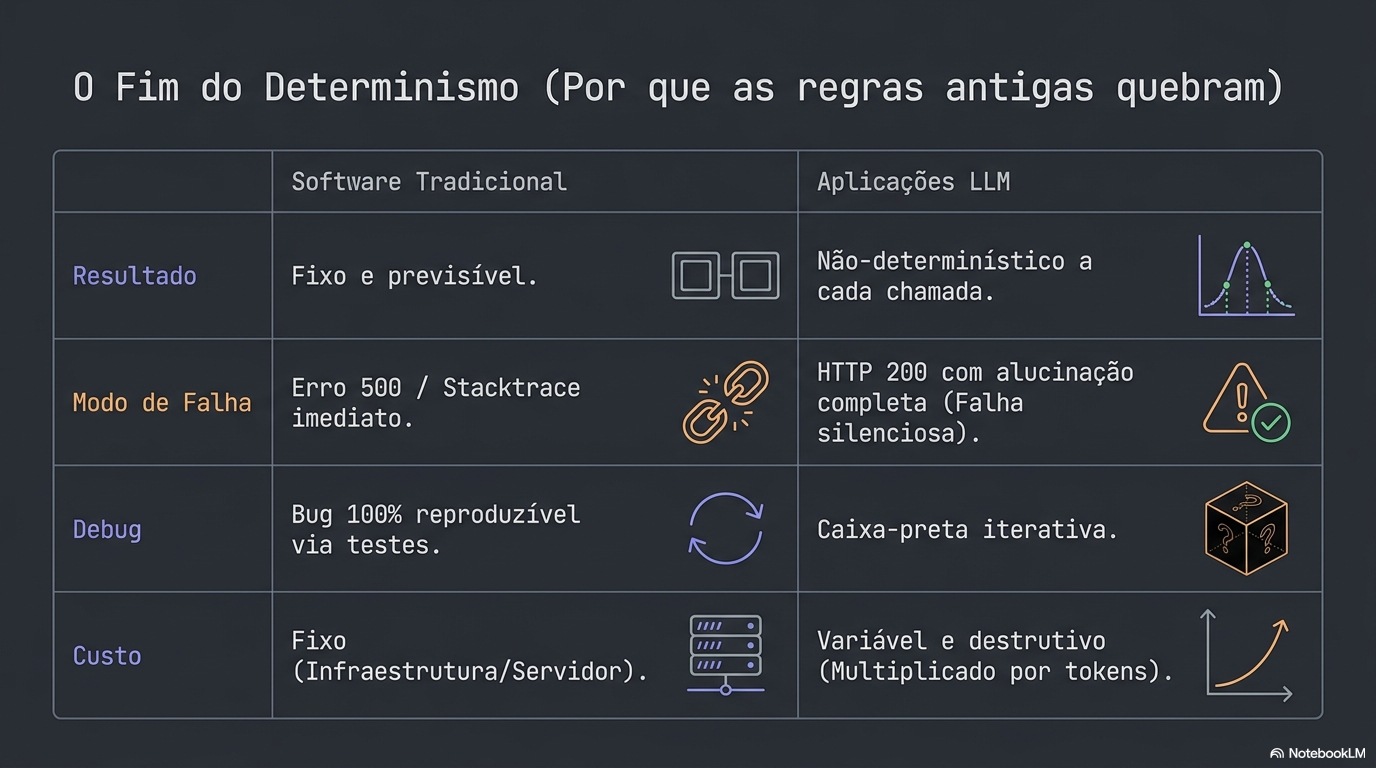 O Fim do Determinismo (Por que as regras antigas quebram)
Software Tradicional
Aplicações LLM
Resultado
Fixo e previsível.
Não-determinístico a
cada chamada.
Modo de Falha
Erro 500 / Stacktrace
imediato.
HTTP 200 com alucinação
completa (Falha
silenciosa).
Debug
Bug 100% reproduzível
via testes.
Caixa-preta iterativa.
Custo
Fixo
(Infraestrutura/Servidor).
Variável e destrutivo
(Multiplicado por tokens).
NotebookLM